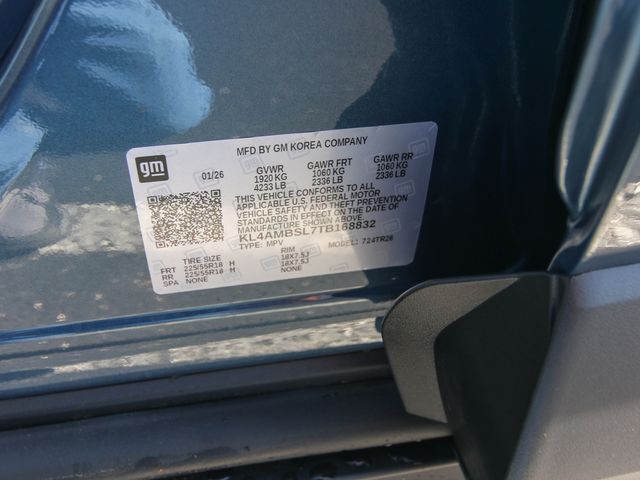 MFD BY GM KOREA COMPANY
gm 01/26 GVWR GAWR FRT GAWR RR
1920 KG 1060 KG 1060 KG
4233 LB 2336 LB 2336 LB
THIS VEHICLE CONFORMS TO ALL
APPLICABLE U.S. FEDERAL MOTOR
VEHICLE SAFETY AND THEFT PREVENTION
STANDARDS IN EFFECT ON THE DATE OF
MANUFACTURE SHOWN ABOVE.
KL4AMBSL7TB168832
TYPE: MPV MODEL: 724TR26
TIRE SIZE RIM
FRT 225/55R18 H 18X7.5J
RR 225/55R18 H 18X7.5J
SPA NONE NONE